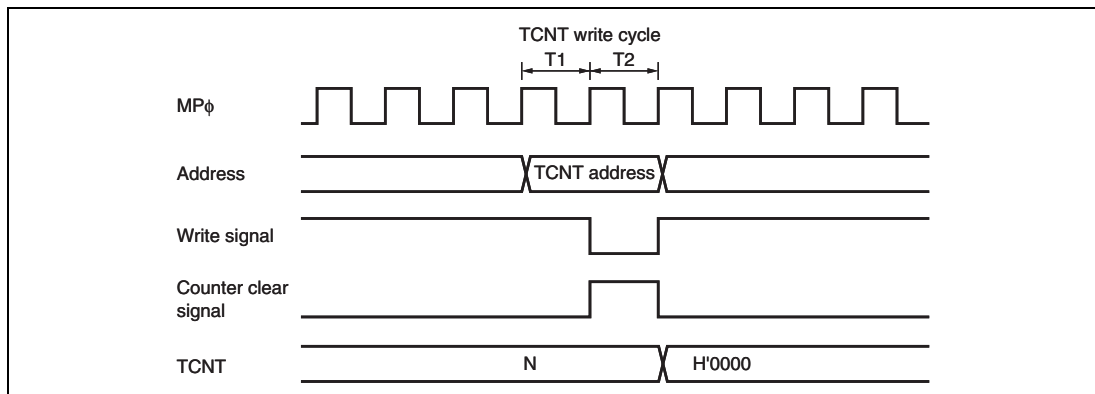 TCNT write cycle
T1 T2
MPϕ
Address
TCNT address
Write signal
Counter clear
signal
TCNT
N
H'0000